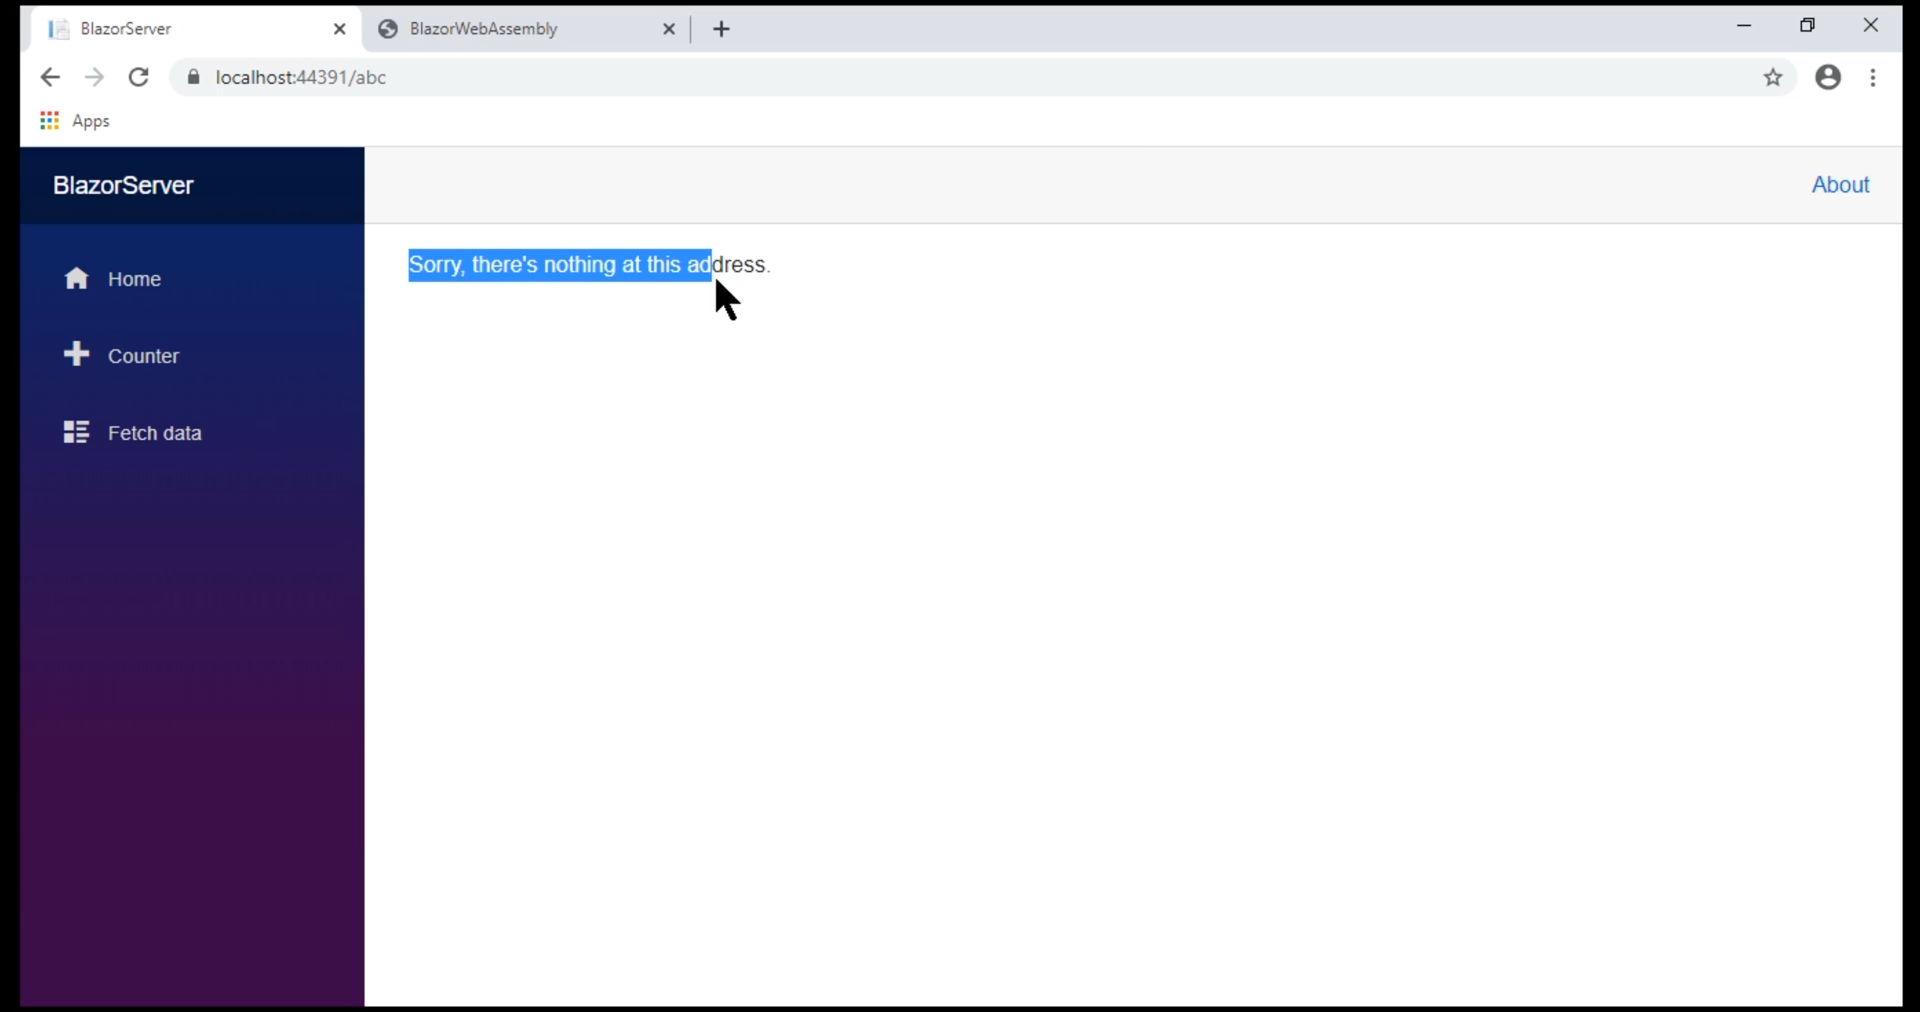 BlazorServer
BlazorWebAssembly
localhost:44391/abc
Apps
BlazorServer
About
Home
Counter
Fetch data
Sorry, there's nothing at this address.